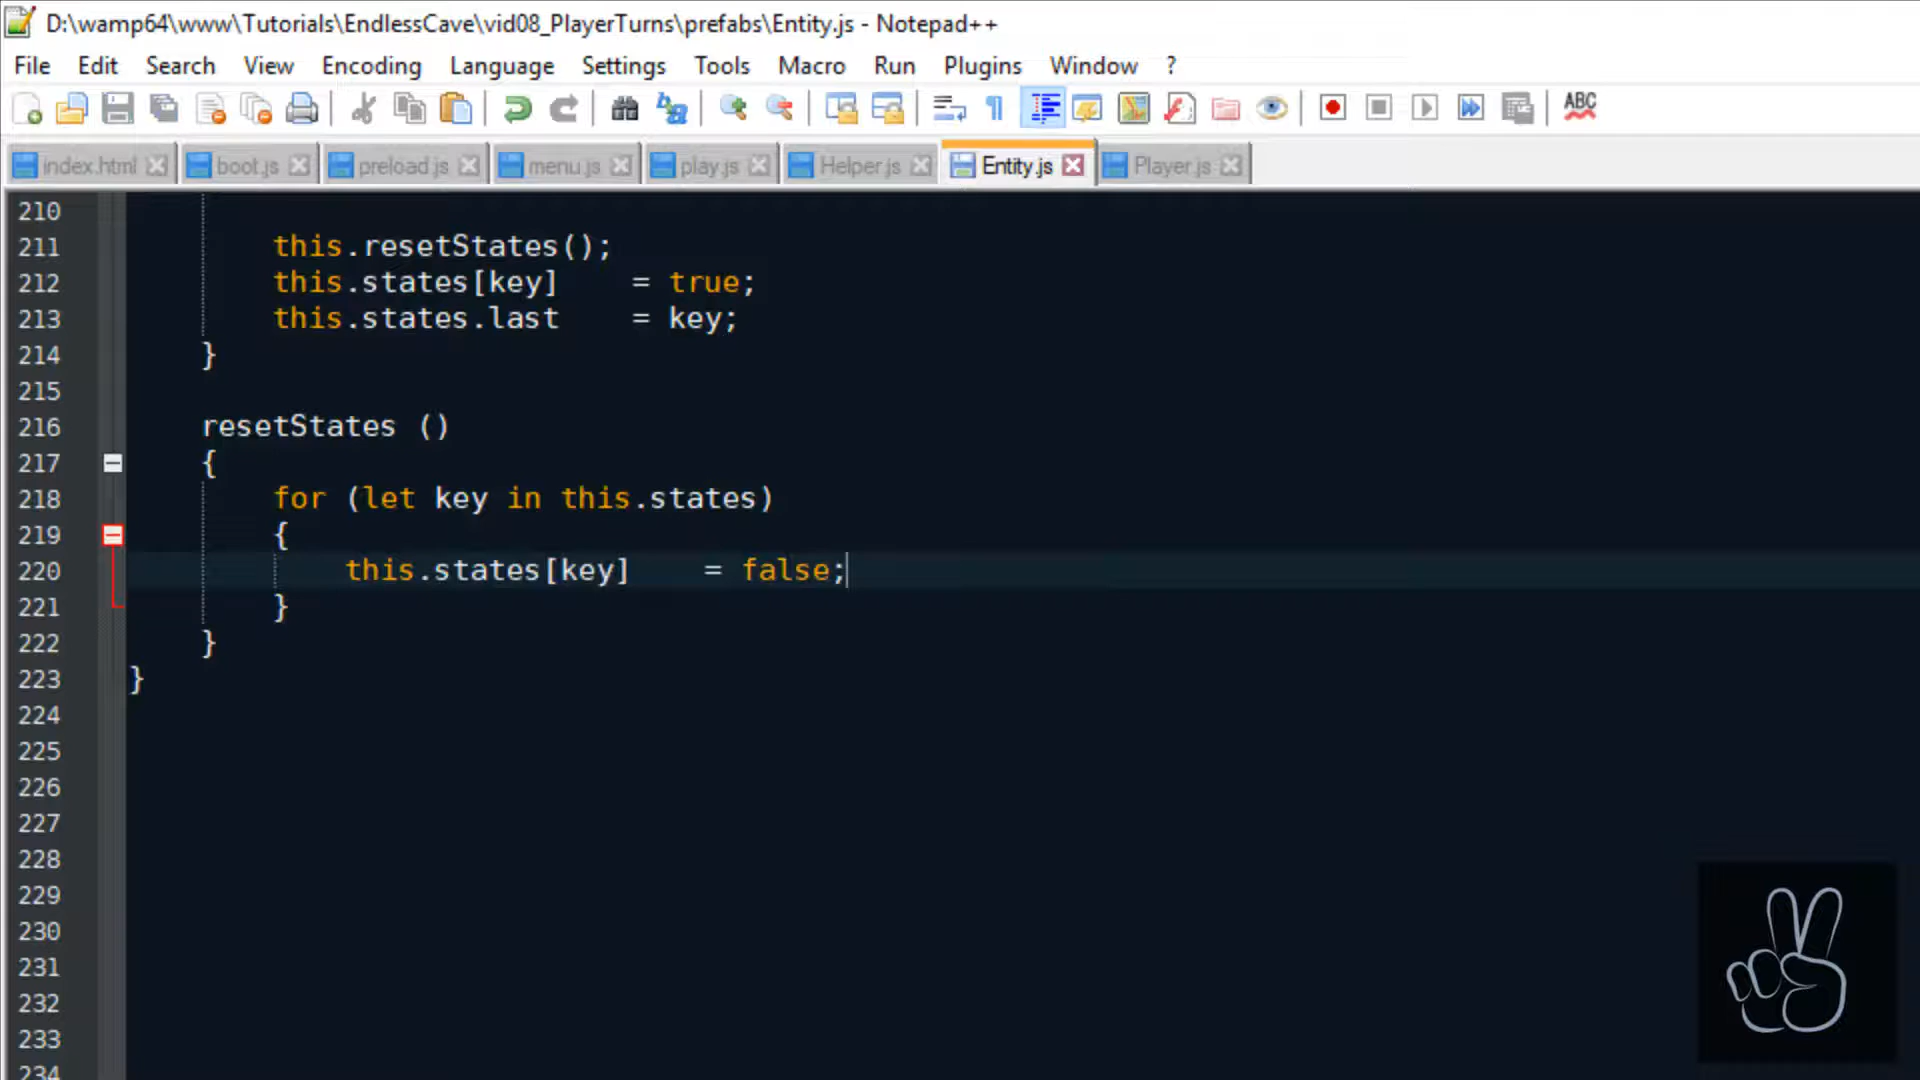 D:\wamp64\www\Tutorials\EndlessCave\vid08_PlayerTurns\prefabs\Entity.js - Notepad++
File Edit Search View Encoding Language Settings Tools Macro Run Plugins Window ?
ABC
index.html boot.js preload.js menu.js play.js Helper.js Entity.js Player.js
210
211 this.resetStates();
212 this.states[key] = true;
213 this.states.last = key;
214 }
215
216 resetStates ()
217 {
218 for (let key in this.states)
219 {
220 this.states[key] = false;
221 }
222 }
223 }
224
225
226
227
228
229
230
231
232
233
234